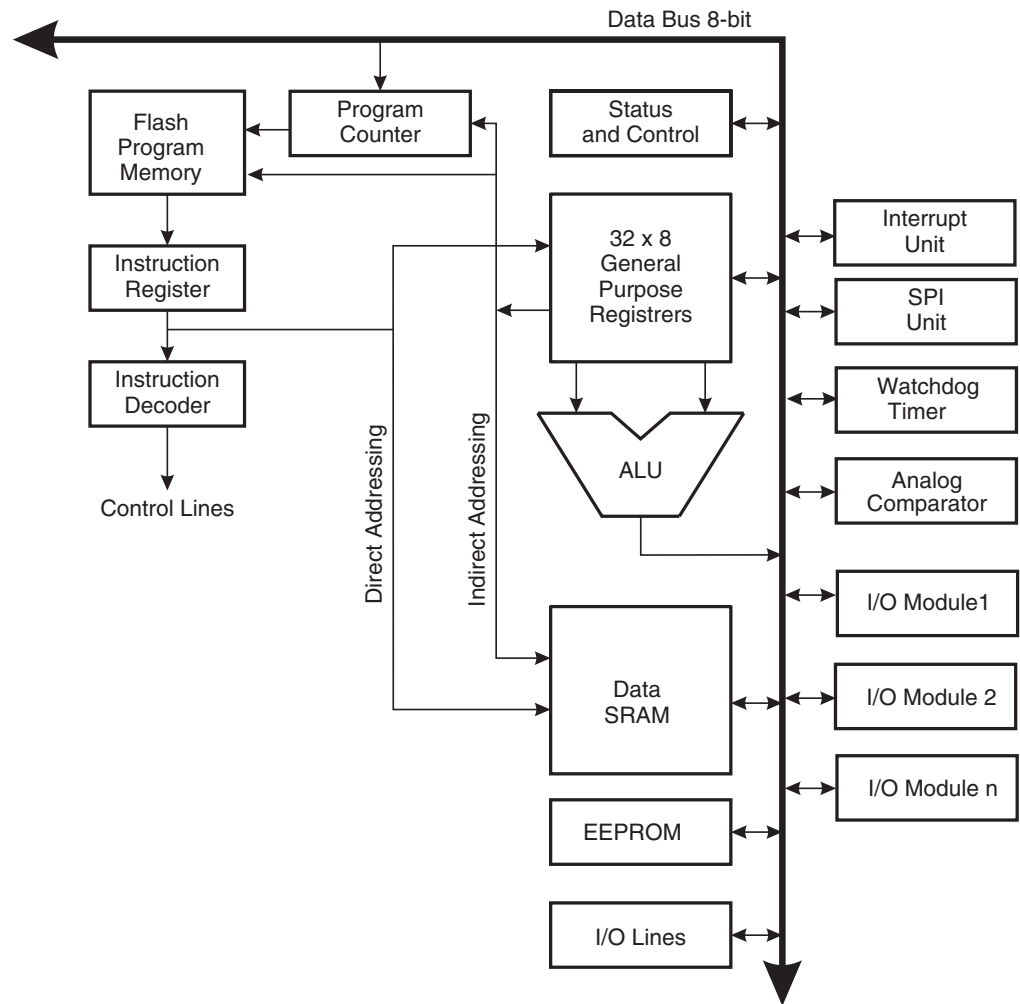 Data Bus 8-bit
Flash
Program
Memory
Program
Counter
Status
and Control
32 x 8
General
Purpose
Registrers
Interrupt
Unit
Instruction
Register
SPI
Unit
Instruction
Decoder
Watchdog
Timer
Direct Addressing
Indirect Addressing
ALU
Control Lines
Analog
Comparator
I/O Module1
Data
SRAM
I/O Module 2
I/O Module n
EEPROM
I/O Lines